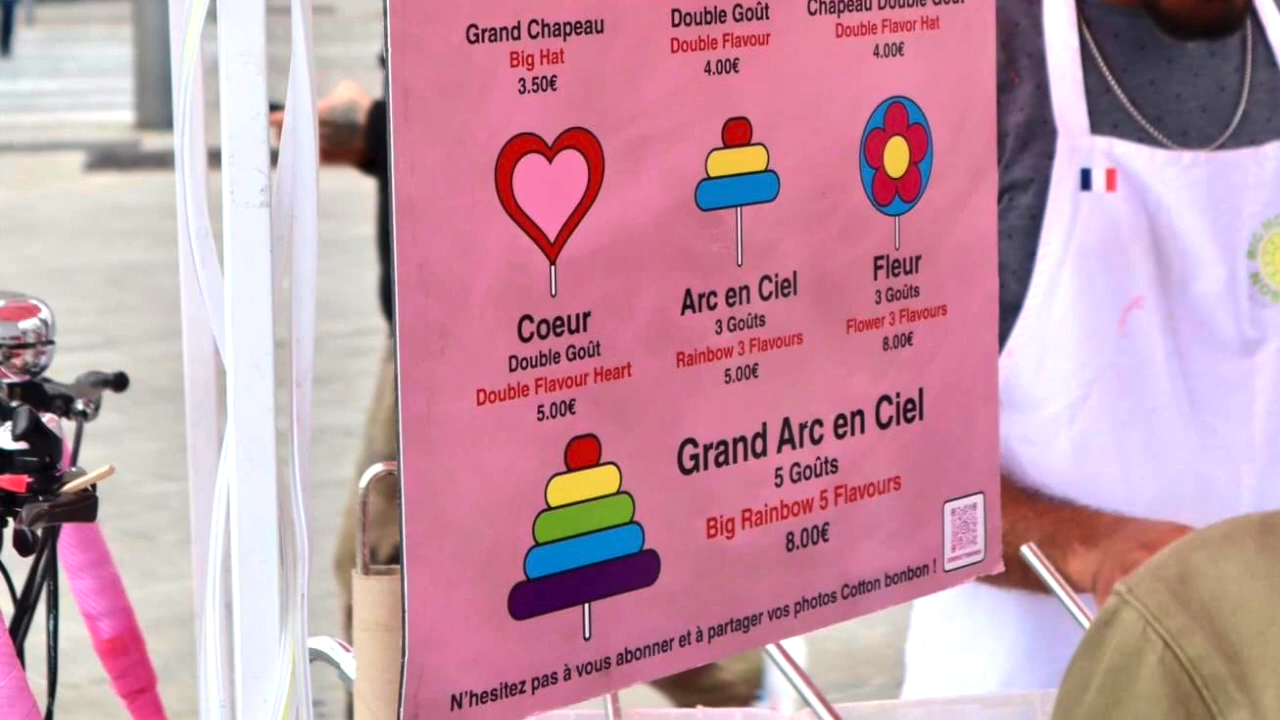 Grand Chapeau
Big Hat
3.50€
Double Goût
Double Flavour
4.00€
Chapeau Double Goût
Double Flavor Hat
4.00€
Coeur
Double Goût
Double Flavour Heart
5.00€
Arc en Ciel
3 Goûts
Rainbow 3 Flavours
5.00€
Fleur
3 Goûts
Flower 3 Flavours
8.00€
Grand Arc en Ciel
5 Goûts
Big Rainbow 5 Flavours
8.00€
N'hesitez pas à vous abonner et à partager vos photos Cotton bonbon !